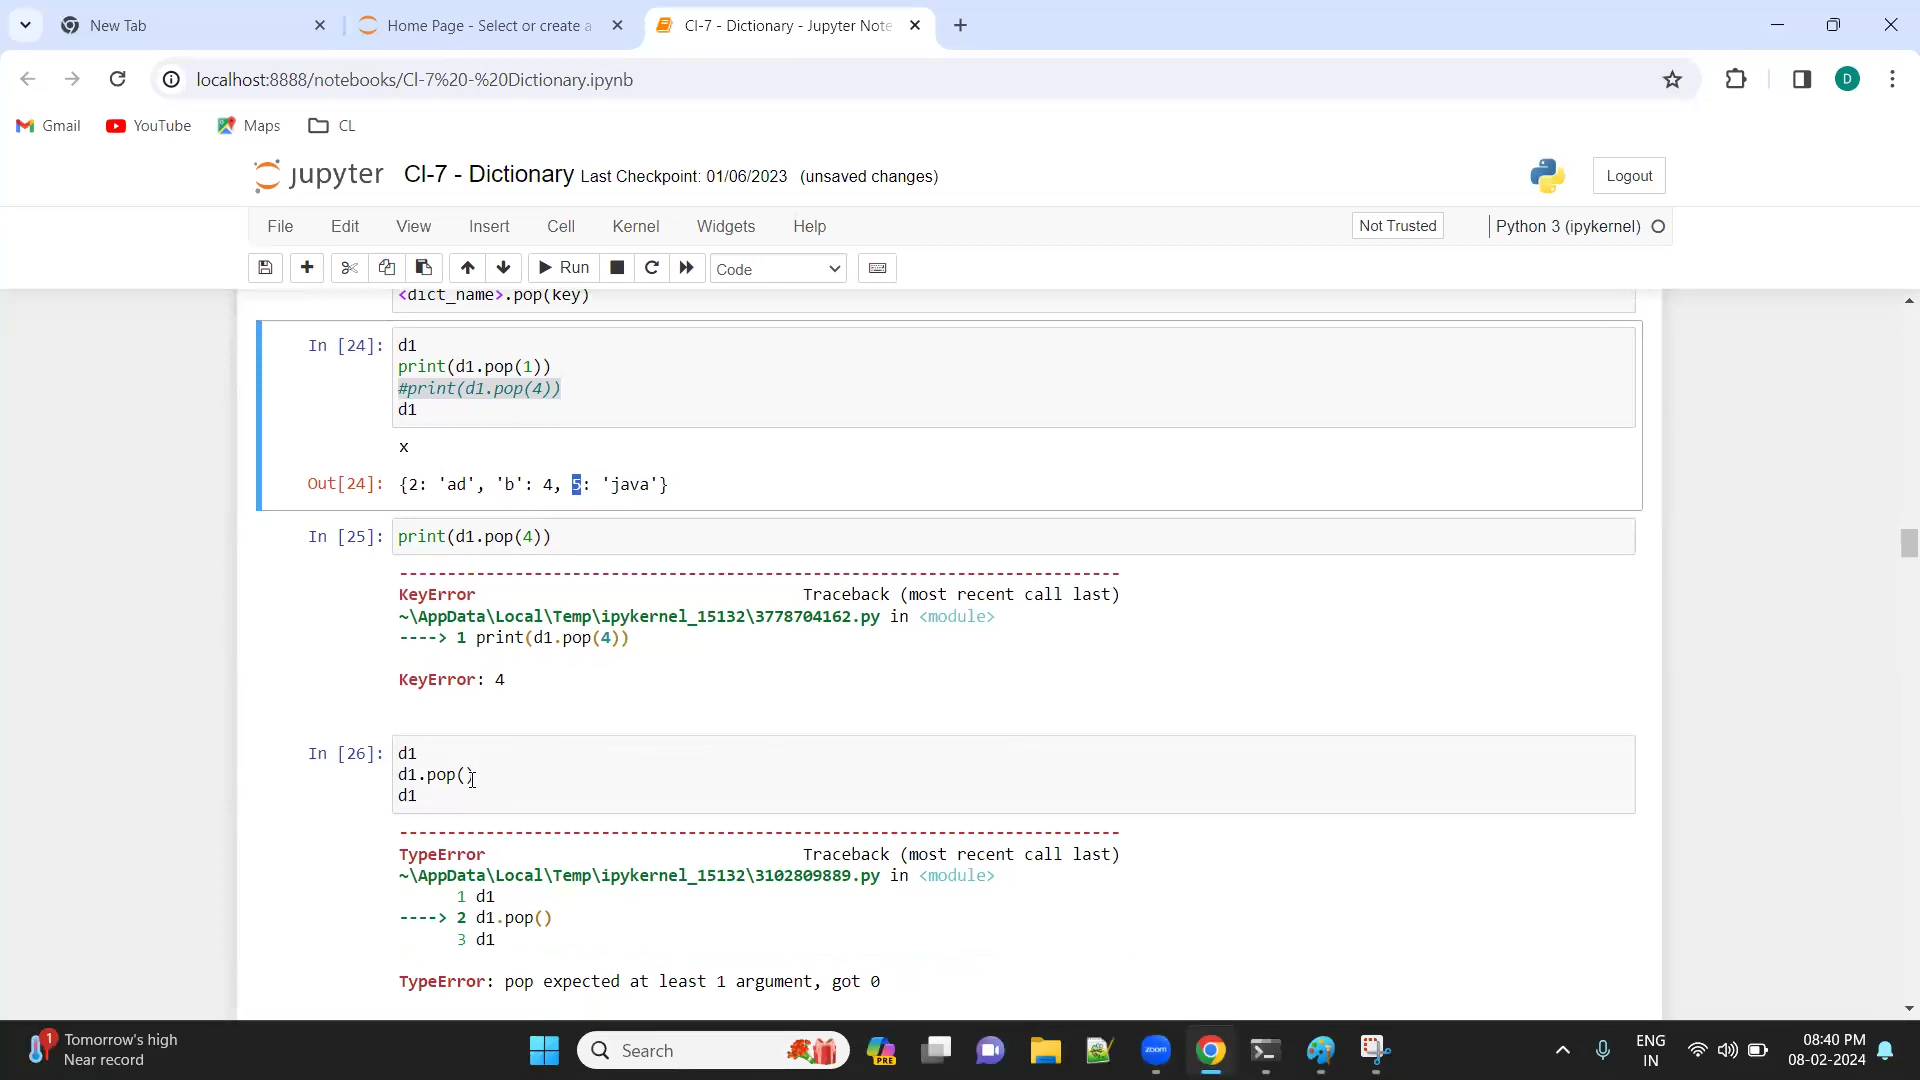 New Tab
Home Page - Select or create a
Cl-7 - Dictionary - Jupyter Note
localhost:8888/notebooks/Cl-7%20-%20Dictionary.ipynb
D
Gmail
YouTube
Maps
CL
jupyter
Cl-7 - Dictionary Last Checkpoint: 01/06/2023 (unsaved changes)
Logout
File Edit View Insert Cell Kernel Widgets Help
Not Trusted
Python 3 (ipykernel)
Run
Code
<dict_name>.pop(key)
In [24]:
d1
print(d1.pop(1))
#print(d1.pop(4))
d1
x
Out[24]: {2: 'ad', 'b': 4, 5: 'java'}
In [25]: print(d1.pop(4))
---------------------------------------------------------------------------
KeyError Traceback (most recent call last)
~\AppData\Local\Temp\ipykernel_15132\3778704162.py in <module>
----> 1 print(d1.pop(4))
KeyError: 4
In [26]:
d1
d1.pop()
d1
---------------------------------------------------------------------------
TypeError Traceback (most recent call last)
~\AppData\Local\Temp\ipykernel_15132\3102809889.py in <module>
1 d1
----> 2 d1.pop()
3 d1
TypeError: pop expected at least 1 argument, got 0
1
Tomorrow's high
Near record
Search
PRE
zoom
ENG
IN
08:40 PM
08-02-2024